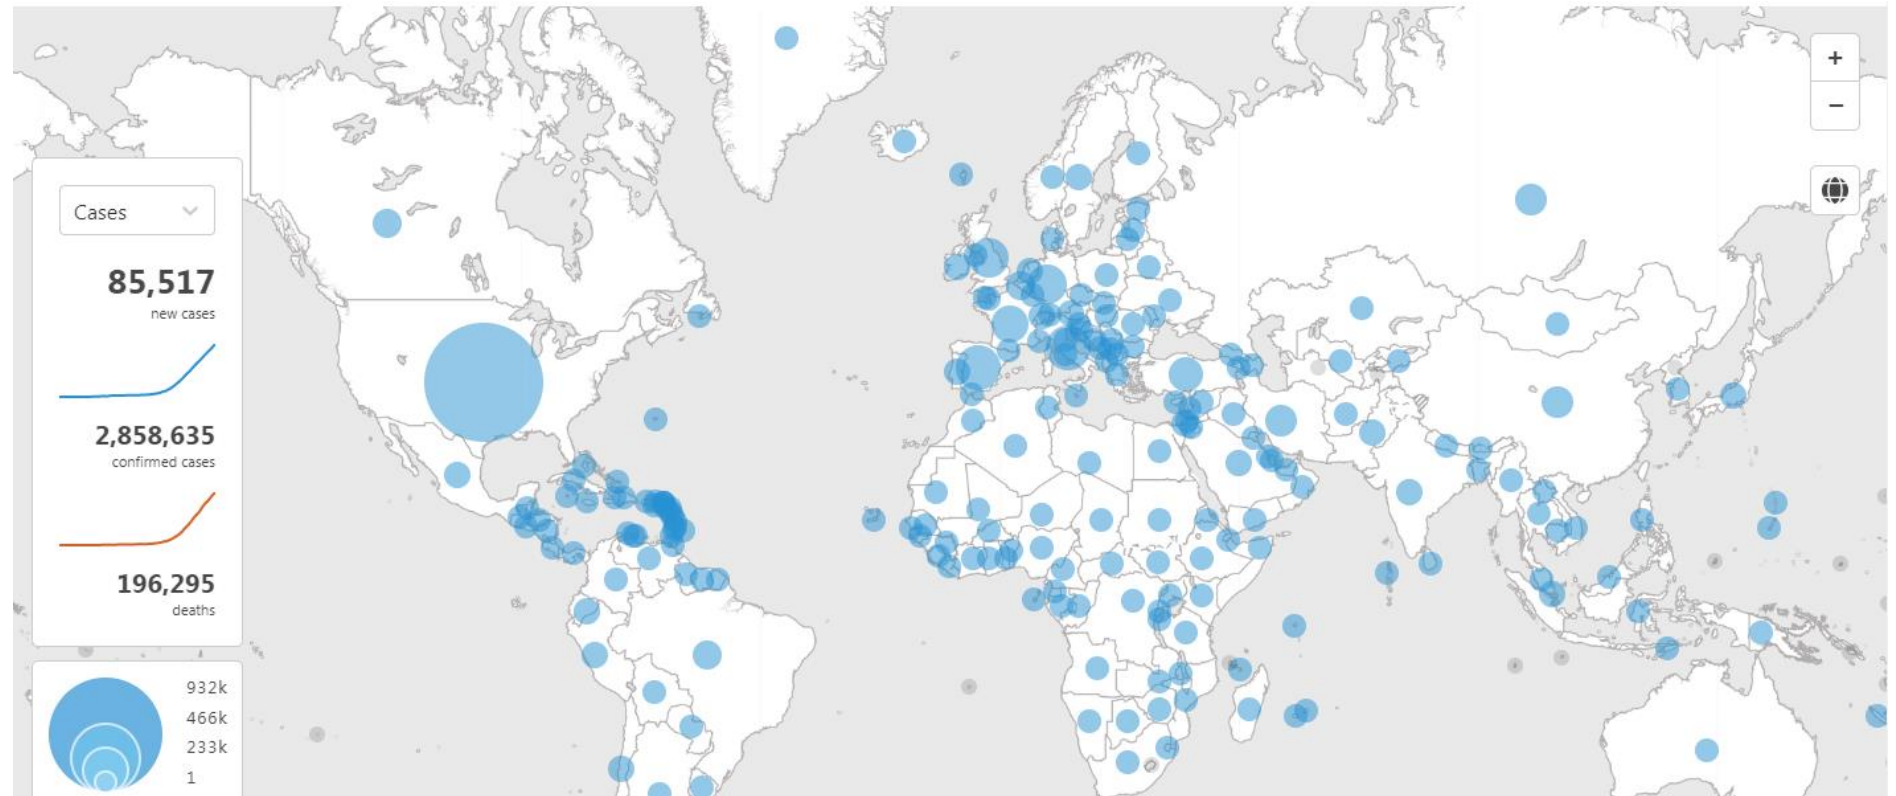 Cases
85,517
new cases
2,858,635
confirmed cases
196,295
deaths
932k
466k
233k
1
+
−